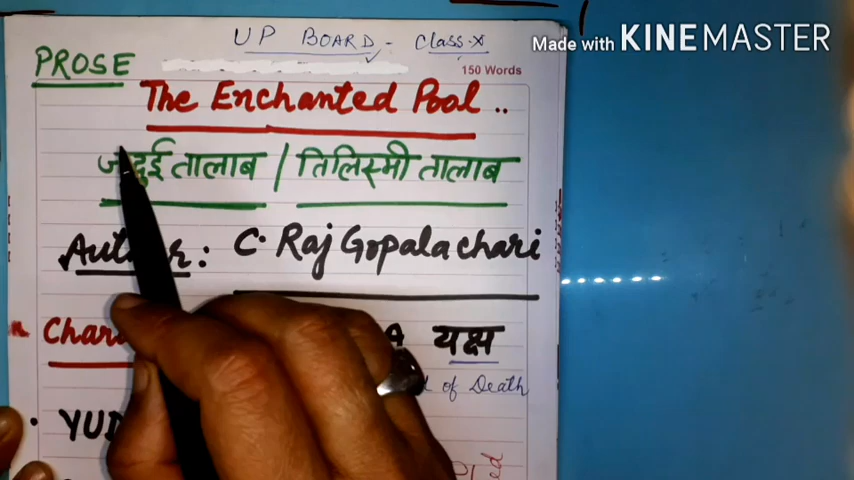 UP BOARD - Class-X
Made with KINEMASTER
PROSE
150 Words
The Enchanted Pool ..
जादुई तालाब / तिलिस्मी तालाब
Author : C. Raj Gopalachari
यक्ष
of Death